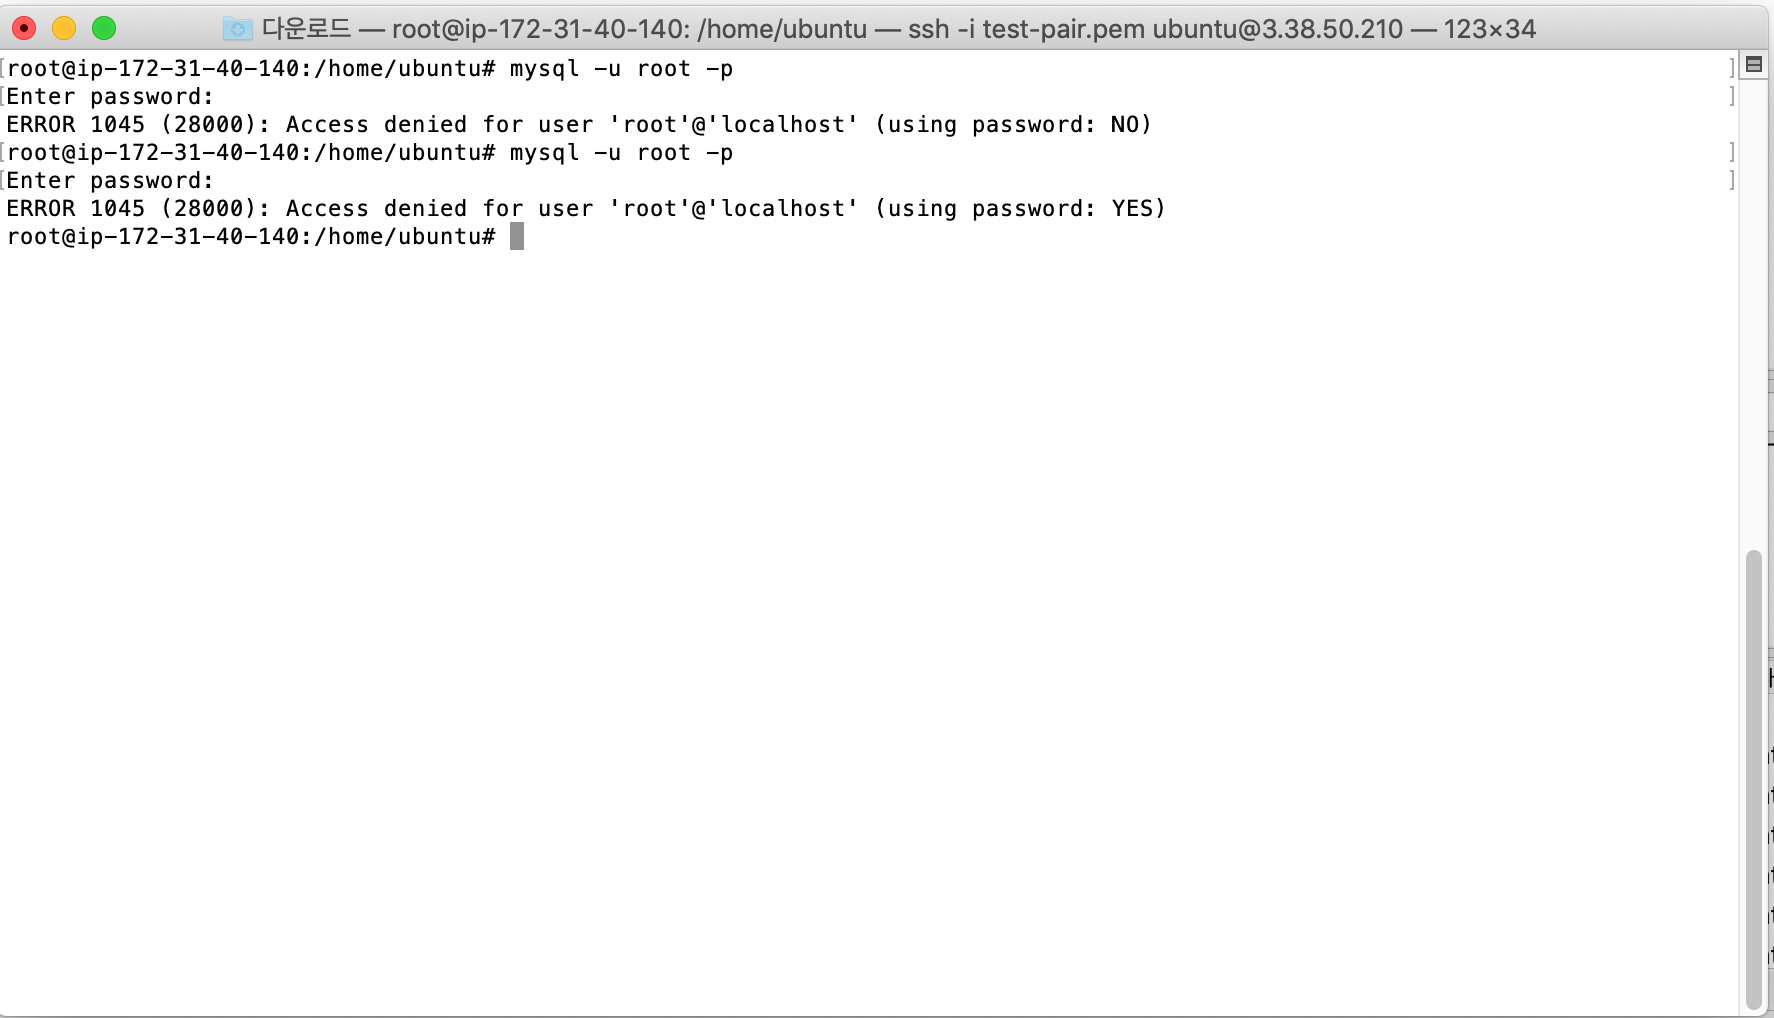 다운로드 — root@ip-172-31-40-140: /home/ubuntu — ssh -i test-pair.pem ubuntu@3.38.50.210 — 123×34
[root@ip-172-31-40-140:/home/ubuntu# mysql -u root -p ]
[Enter password: ]
ERROR 1045 (28000): Access denied for user 'root'@'localhost' (using password: NO)
[root@ip-172-31-40-140:/home/ubuntu# mysql -u root -p ]
[Enter password: ]
ERROR 1045 (28000): Access denied for user 'root'@'localhost' (using password: YES)
root@ip-172-31-40-140:/home/ubuntu#